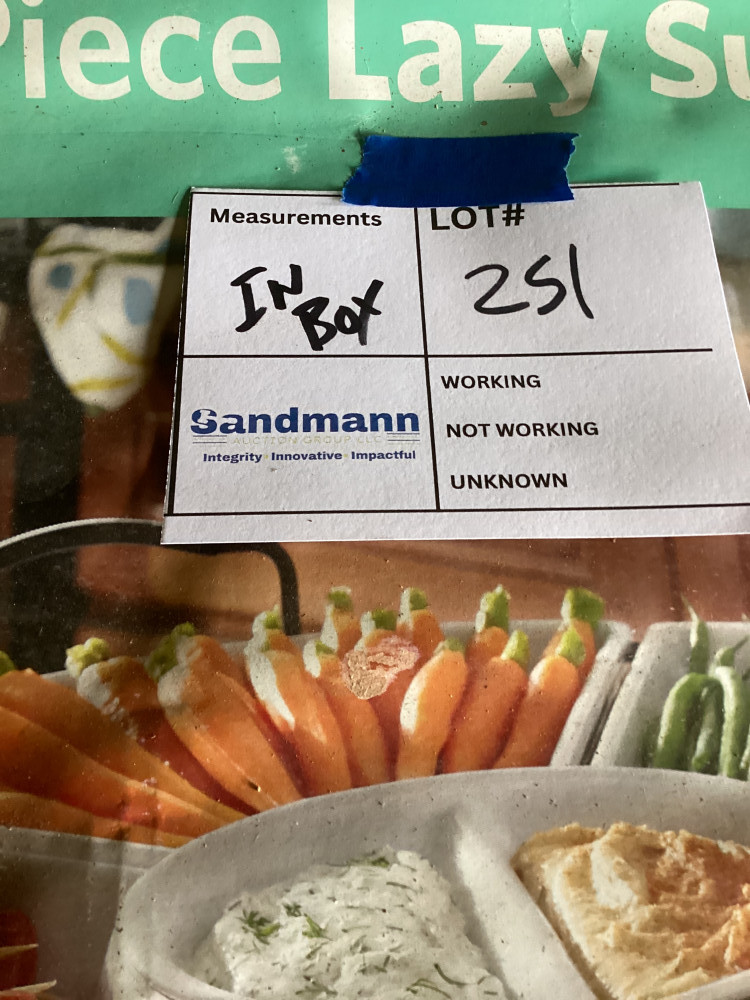 Piece Lazy Su
Measurements
LOT#
IN
BOX
251
Sandmann
AUCTION GROUP LLC
Integrity Innovative Impactful
WORKING
NOT WORKING
UNKNOWN